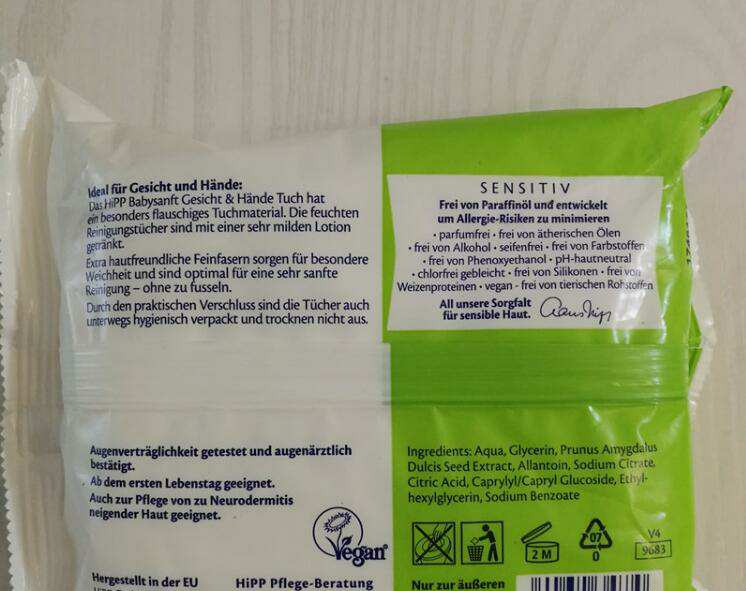 Ideal für Gesicht und Hände:
Das HiPP Babysanft Gesicht & Hände Tuch hat
ein besonders flauschiges Tuchmaterial. Die feuchten
Reinigungstücher sind mit einer sehr milden Lotion
getränkt.
Extra hautfreundliche Feinfasern sorgen für besondere
Weichheit und sind optimal für eine sehr sanfte
Reinigung – ohne zu fusseln.
Durch den praktischen Verschluss sind die Tücher auch
unterwegs hygienisch verpackt und trocknen nicht aus.
SENSITIV
Frei von Paraffinöl und entwickelt
um Allergie-Risiken zu minimieren
• parfumfrei • frei von ätherischen Ölen
• frei von Alkohol • seifenfrei • frei von Farbstoffen
• frei von Phenoxyethanol • pH-hautneutral
• chlorfrei gebleicht • frei von Silikonen • frei von
Weizenproteinen • vegan - frei von tierischen Rohstoffen
All unsere Sorgfalt
für sensible Haut. Claus Hipp
Augenverträglichkeit getestet und augenärztlich
bestätigt.
Ab dem ersten Lebenstag geeignet.
Auch zur Pflege von zu Neurodermitis
neigender Haut geeignet.
Vegan
Hergestellt in der EU
HiPP Pflege-Beratung
Ingredients: Aqua, Glycerin, Prunus Amygdalus
Dulcis Seed Extract, Allantoin, Sodium Citrate,
Citric Acid, Caprylyl/Capryl Glucoside, Ethyl-
hexylglycerin, Sodium Benzoate
2 M
07
O
V4
9683
Nur zur äußeren